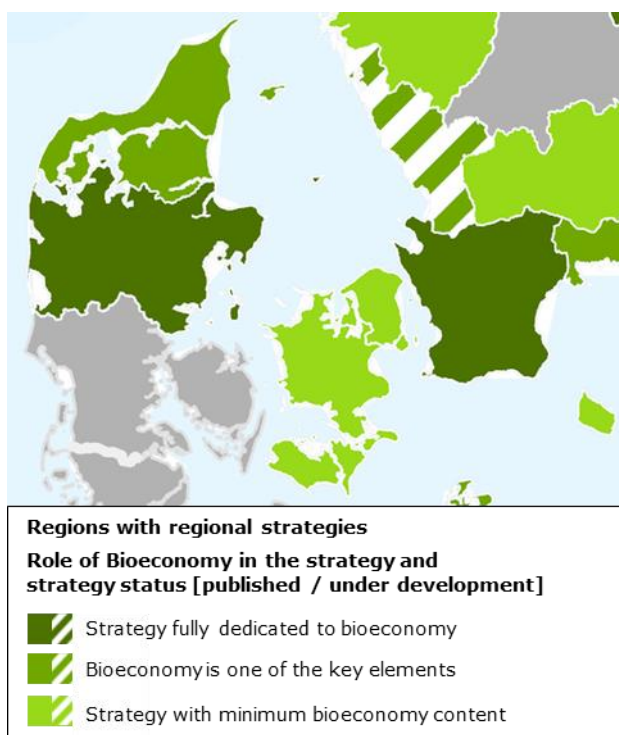 Regions with regional strategies
Role of Bioeconomy in the strategy and
strategy status [published / under development]
Strategy fully dedicated to bioeconomy
Bioeconomy is one of the key elements
Strategy with minimum bioeconomy content